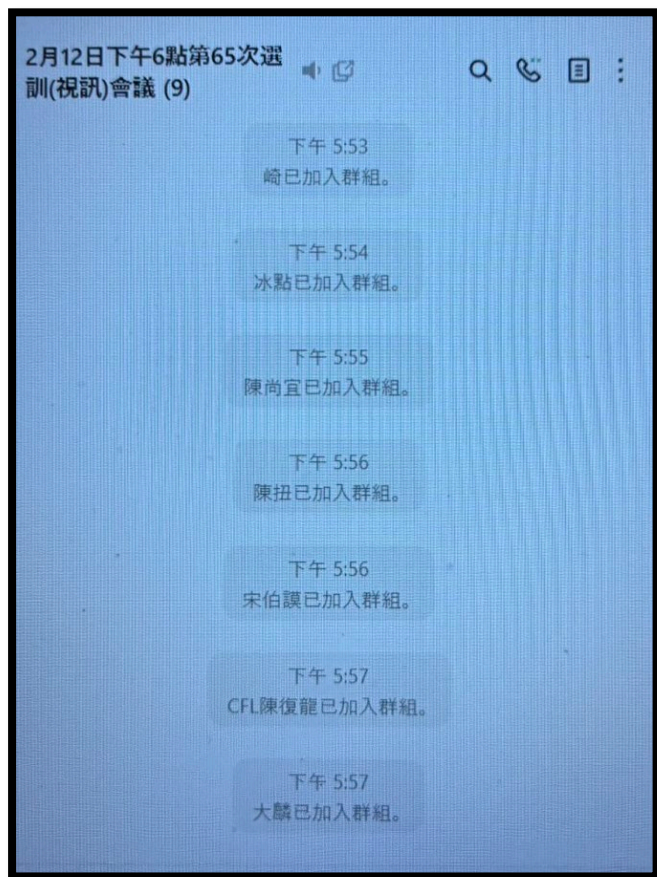 2月12日下午6點第65次選
訓(視訊)會議 (9)
下午 5:53
崎已加入群組。
下午 5:54
冰點已加入群組。
下午 5:55
陳尚宜已加入群組。
下午 5:56
陳扭已加入群組。
下午 5:56
宋伯謨已加入群組。
下午 5:57
CFL陳復龍已加入群組。
下午 5:57
大麟已加入群組。